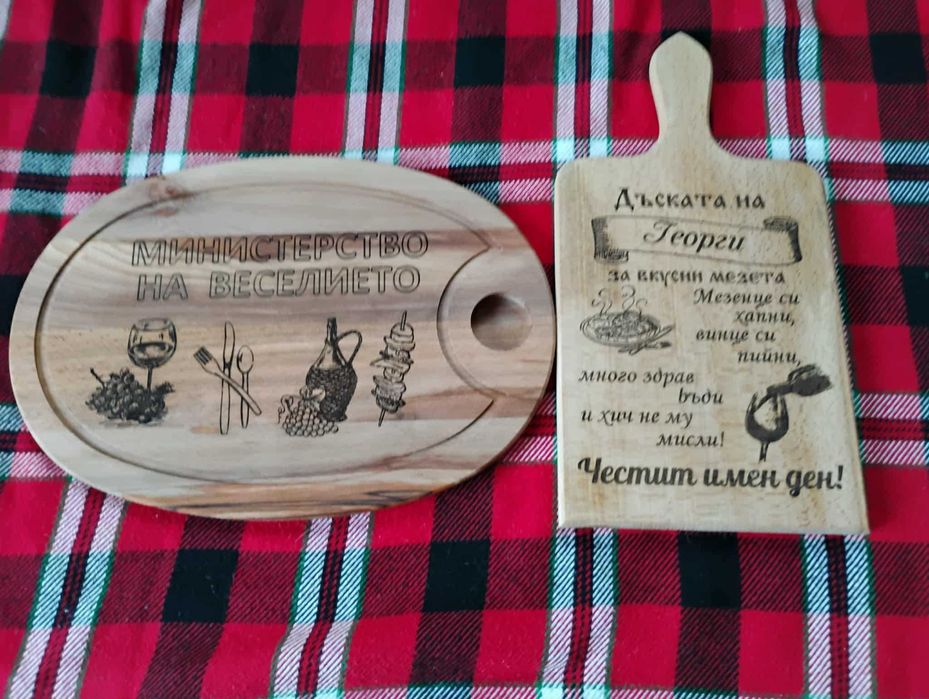 МИНИСТЕРСТВО
НА ВЕСЕЛИЕТО
Дъската на
Георги
за вкусни мезета
Мезенце си
хапни,
винце си
пийни,
много здрав
бъди
и хич не му
мисли!
Честит имен ден!